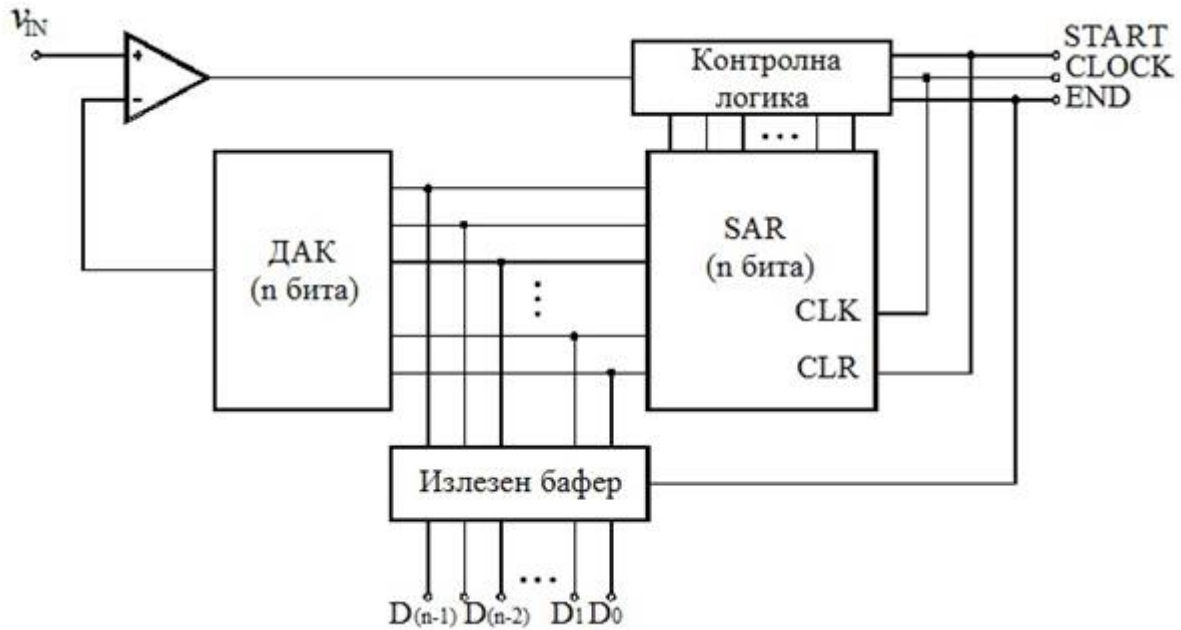 vIN
+
-
Контролна
логика
START
CLOCK
END
ДАК
(n бита)
SAR
(n бита)
CLK
CLR
Излезен бафер
D(n-1) D(n-2) D1 D0